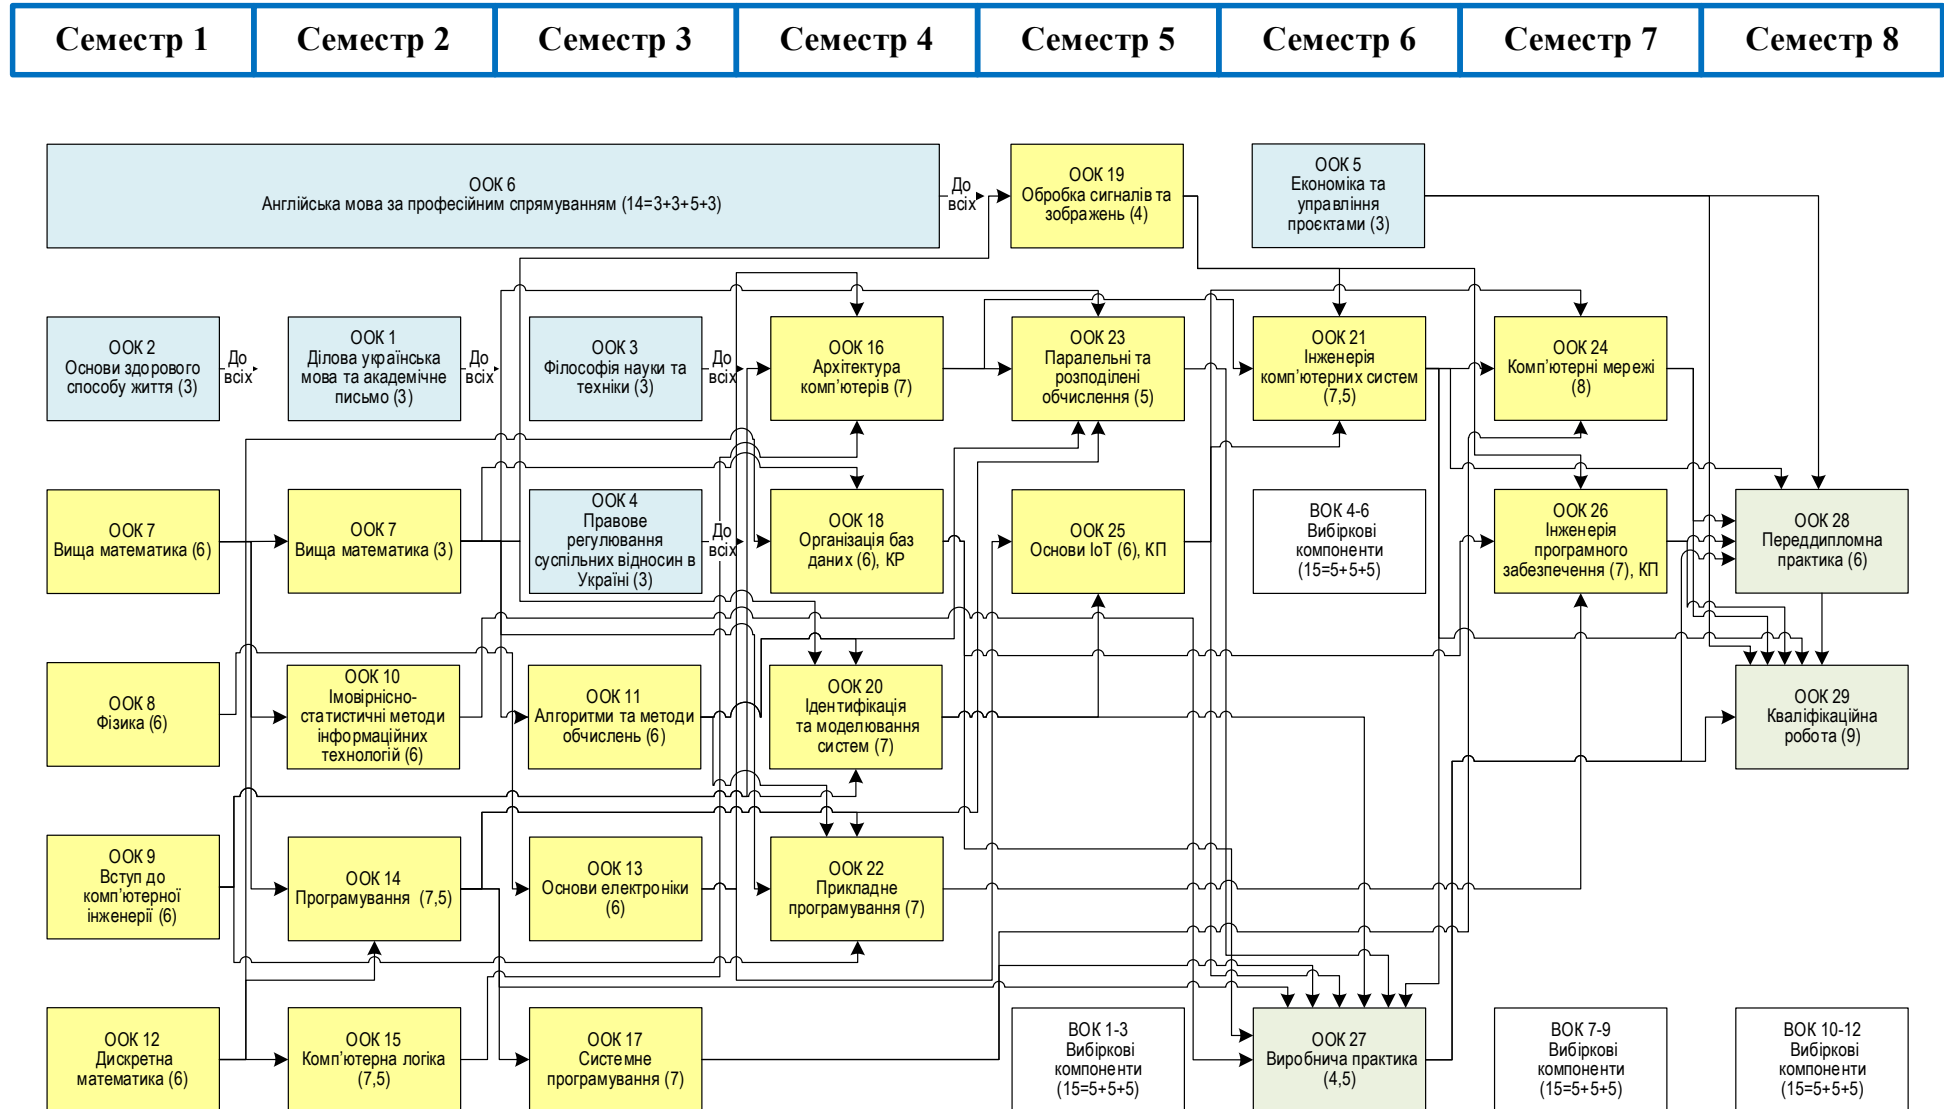 Семестр 1
Семестр 2
Семестр 3
Семестр 4
Семестр 5
Семестр 6
Семестр 7
Семестр 8
ООК 6
Англійська мова за професійним спрямуванням (14=3+3+5+3)
До
всіх
ООК 19
Обробка сигналів та
зображень (4)
ООК 5
Економіка та
управління
проєктами (3)
ООК 2
Основи здорового
способу життя (3)
До
всіх
ООК 1
Ділова українська
мова та академічне
письмо (3)
До
всіх
ООК 3
Філософія науки та
техніки (3)
До
всіх
ООК 16
Архітектура
комп'ютерів (7)
ООК 23
Паралельні та
розподілені
обчислення (5)
ООК 21
Інженерія
комп'ютерних систем
(7,5)
ООК 24
Комп'ютерні мережі
(8)
ООК 7
Вища математика (6)
ООК 7
Вища математика (3)
ООК 4
Правове
регулювання
суспільних відносин в
Україні (3)
До
всіх
ООК 18
Організація баз
даних (6), КР
ООК 25
Основи IoT (6), КП
ВОК 4-6
Вибіркові
компоненти
(15=5+5+5)
ООК 26
Інженерія
програмного
забезпечення (7), КП
ООК 28
Переддипломна
практика (6)
ООК 8
Фізика (6)
ООК 10
Імовірнісно-
статистичні методи
інформаційних
технологій (6)
ООК 11
Алгоритми та методи
обчислень (6)
ООК 20
Ідентифікація
та моделювання
систем (7)
ООК 29
Кваліфікаційна
робота (9)
ООК 9
Вступ до
комп'ютерної
інженерії (6)
ООК 14
Програмування (7,5)
ООК 13
Основи електроніки
(6)
ООК 22
Прикладне
програмування (7)
ООК 12
Дискретна
математика (6)
ООК 15
Комп'ютерна логіка
(7,5)
ООК 17
Системне
програмування (7)
ВОК 1-3
Вибіркові
компоненти
(15=5+5+5)
ООК 27
Виробнича практика
(4,5)
ВОК 7-9
Вибіркові
компоненти
(15=5+5+5)
ВОК 10-12
Вибіркові
компоненти
(15=5+5+5)